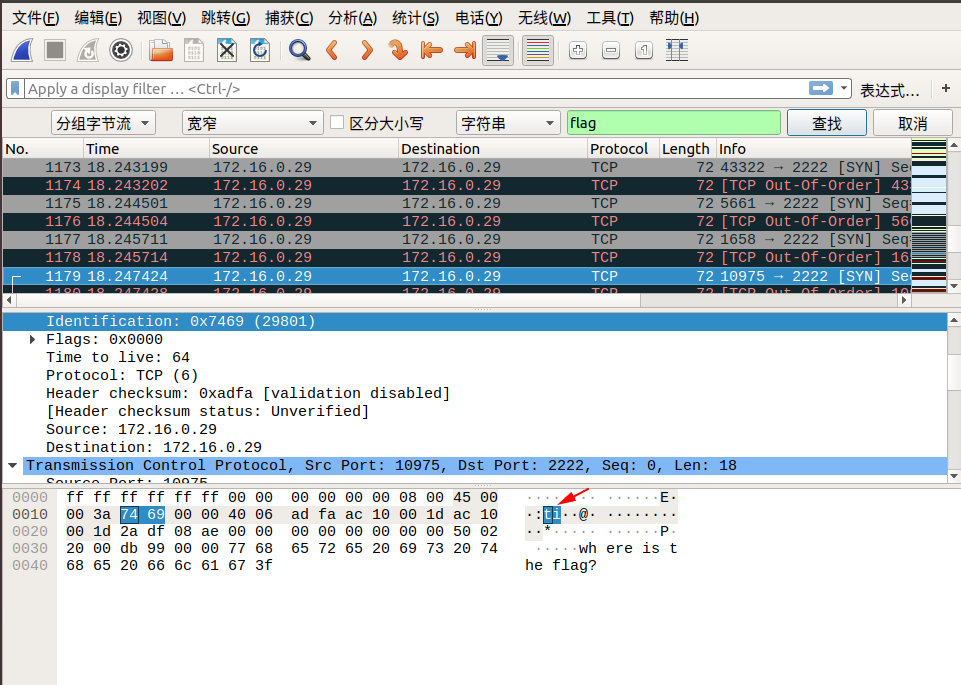 文件(F) 编辑(E) 视图(V) 跳转(G) 捕获(C) 分析(A) 统计(S) 电话(Y) 无线(W) 工具(T) 帮助(H)
Apply a display filter … <Ctrl-/> 表达式… +
分组字节流 宽窄 区分大小写 字符串 flag 查找 取消
No. Time Source Destination Protocol Length Info
1173 18.243199 172.16.0.29 172.16.0.29 TCP 72 43322 → 2222 [SYN] Se
1174 18.243202 172.16.0.29 172.16.0.29 TCP 72 [TCP Out-Of-Order] 43
1175 18.244501 172.16.0.29 172.16.0.29 TCP 72 5661 → 2222 [SYN] Seq
1176 18.244504 172.16.0.29 172.16.0.29 TCP 72 [TCP Out-Of-Order] 56
1177 18.245711 172.16.0.29 172.16.0.29 TCP 72 1658 → 2222 [SYN] Seq
1178 18.245714 172.16.0.29 172.16.0.29 TCP 72 [TCP Out-Of-Order] 16
1179 18.247424 172.16.0.29 172.16.0.29 TCP 72 10975 → 2222 [SYN] Se
1180 18.247428 172.16.0.29 172.16.0.29 TCP 72 [TCP Out-Of-Order] 10
Identification: 0x7469 (29801)
Flags: 0x0000
Time to live: 64
Protocol: TCP (6)
Header checksum: 0xadfa [validation disabled]
[Header checksum status: Unverified]
Source: 172.16.0.29
Destination: 172.16.0.29
Transmission Control Protocol, Src Port: 10975, Dst Port: 2222, Seq: 0, Len: 18
Source Port: 10975
0000 ff ff ff ff ff ff 00 00 00 00 00 00 08 00 45 00 ········ ······E·
0010 00 3a 74 69 00 00 40 06 ad fa ac 10 00 1d ac 10 ·:ti··@· ········
0020 00 1d 2a df 08 ae 00 00 00 00 00 00 00 00 50 02 ··*····· ······P·
0030 20 00 db 99 00 00 77 68 65 72 65 20 69 73 20 74 ·····wh ere is t
0040 68 65 20 66 6c 61 67 3f he flag?